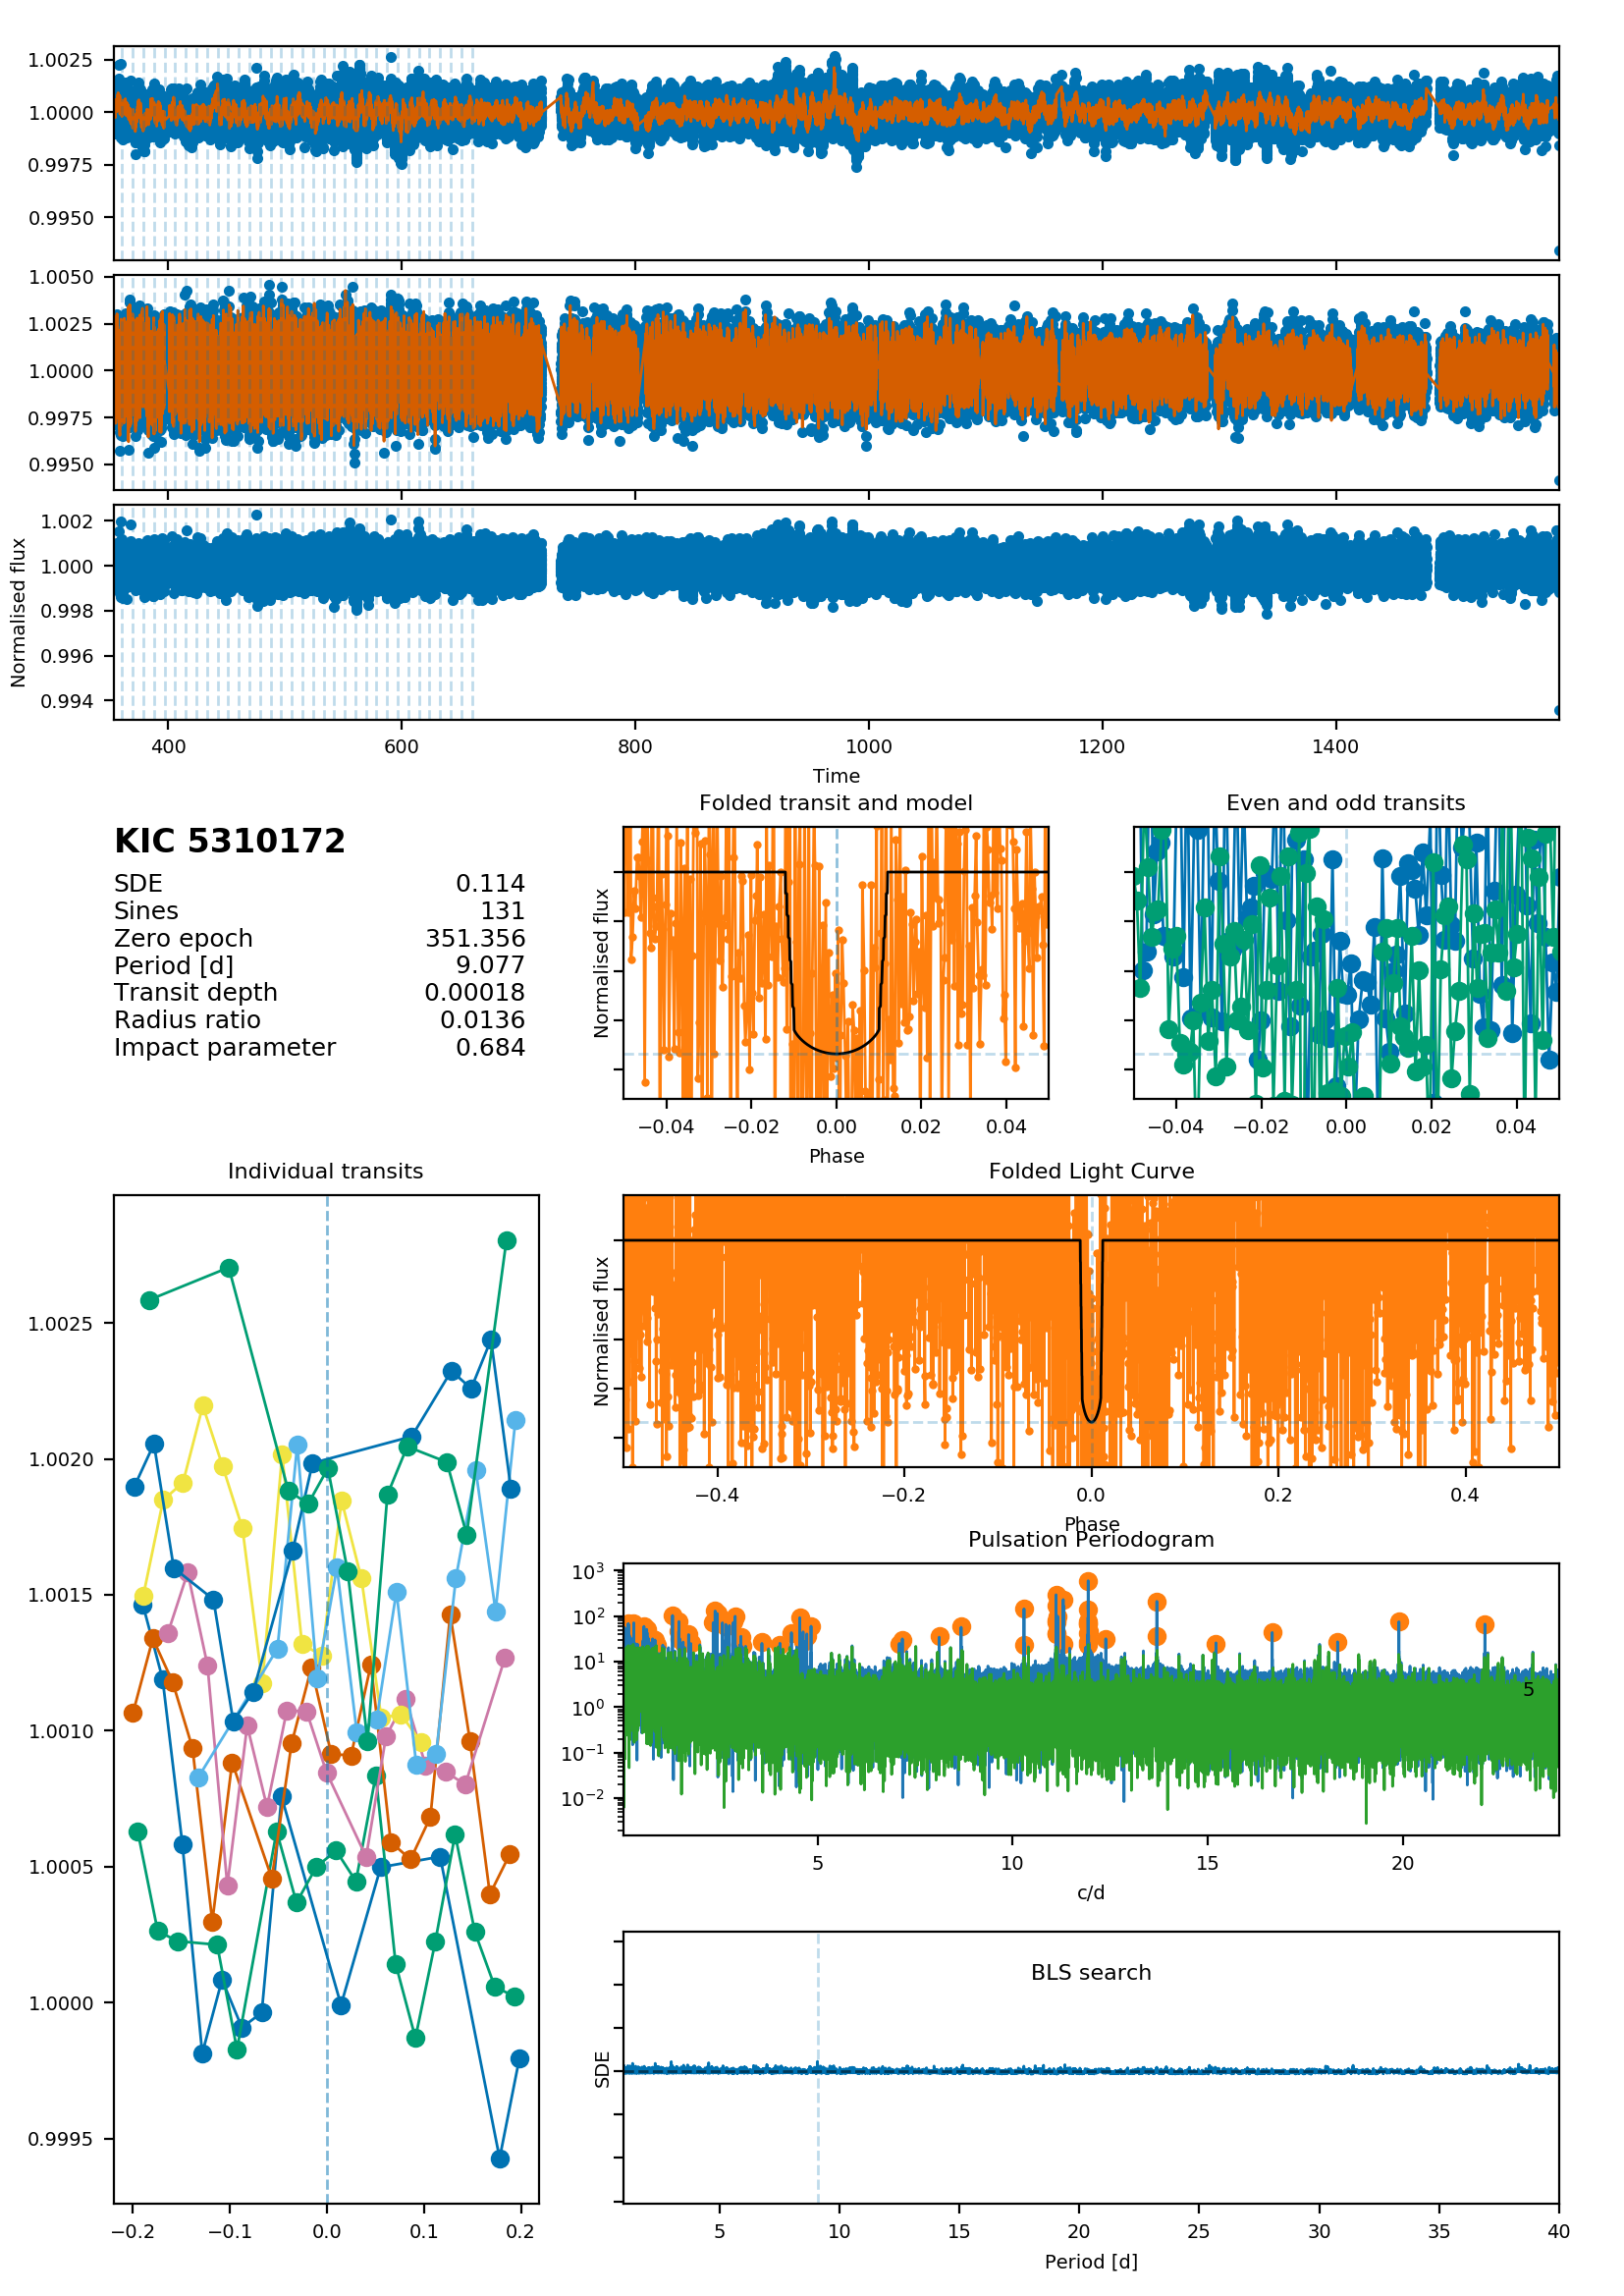 1.0025
1.0000
0.9975
0.9950
1.0050
1.0025
1.0000
0.9975
0.9950
1.002
1.000
0.998
0.996
0.994
Normalised flux
400 600 800 1000 1200 1400
Time
KIC 5310172
SDE 0.114
Sines 131
Zero epoch 351.356
Period [d] 9.077
Transit depth 0.00018
Radius ratio 0.0136
Impact parameter 0.684
Folded transit and model
Normalised flux
−0.04 −0.02 0.00 0.02 0.04
Phase
Even and odd transits
−0.04 −0.02 0.00 0.02 0.04
Individual transits
1.0025
1.0020
1.0015
1.0010
1.0005
1.0000
0.9995
−0.2 −0.1 0.0 0.1 0.2
Folded Light Curve
Normalised flux
−0.4 −0.2 0.0 0.2 0.4
Phase
Pulsation Periodogram
10³
10²
10¹
10⁰
10⁻¹
10⁻²
5
5 10 15 20
c/d
BLS search
SDE
5 10 15 20 25 30 35 40
Period [d]